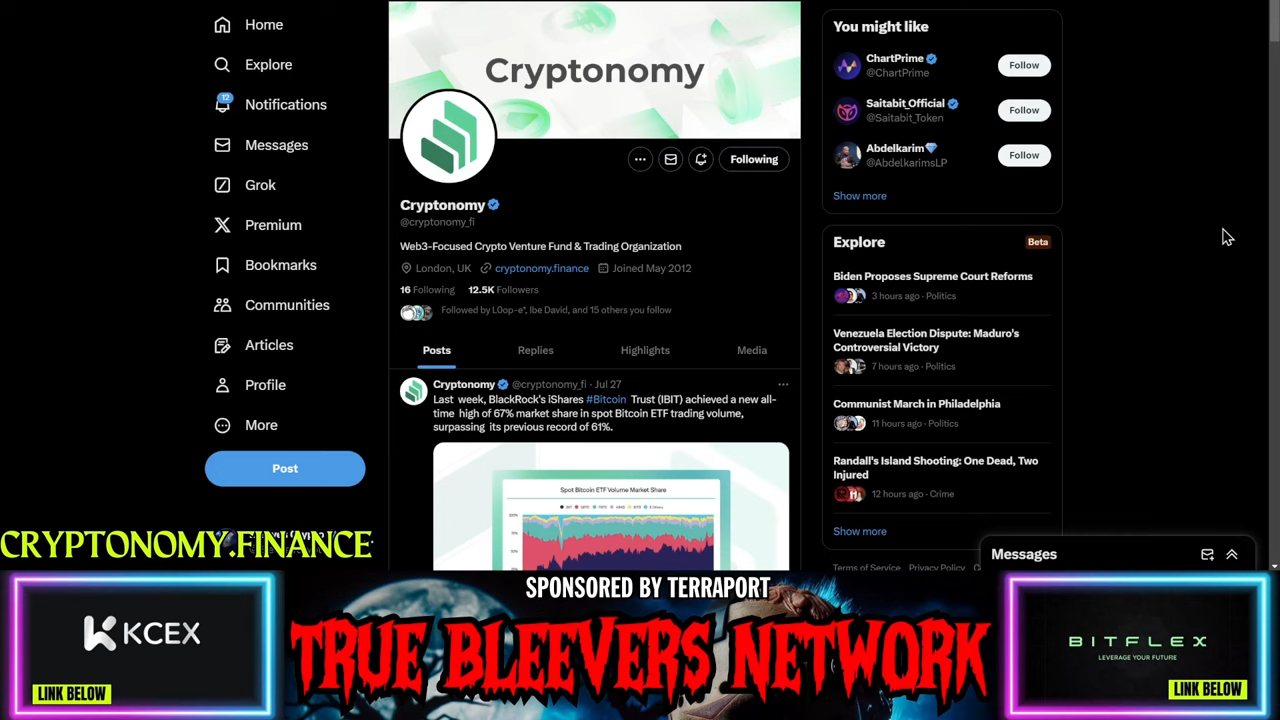 Home
Explore
12
Notifications
Messages
Grok
Premium
Bookmarks
Communities
Articles
Profile
More
Post
Cryptonomy
Following
Cryptonomy
@cryptonomy_fi
Web3-Focused Crypto Venture Fund & Trading Organization
London, UK cryptonomy.finance Joined May 2012
16 Following 12.5K Followers
Followed by L0op-e*, Ibe David, and 15 others you follow
Posts Replies Highlights Media
Cryptonomy @cryptonomy_fi · Jul 27
Last week, BlackRock's iShares #Bitcoin Trust (IBIT) achieved a new all-
time high of 67% market share in spot Bitcoin ETF trading volume,
surpassing its previous record of 61%.
Spot Bitcoin ETF Volume Market Share
100%
75%
50%
You might like
ChartPrime
@ChartPrime
Follow
Saitabit_Official
@Saitabit_Token
Follow
Abdelkarim💎
@AbdelkarimsLP
Follow
Show more
Explore Beta
Biden Proposes Supreme Court Reforms
3 hours ago · Politics
Venezuela Election Dispute: Maduro's
Controversial Victory
7 hours ago · Politics
Communist March in Philadelphia
11 hours ago · Politics
Randall's Island Shooting: One Dead, Two
Injured
12 hours ago · Crime
Show more
Terms of Service Privacy Policy
Messages
CRYPTONOMY.FINANCE
KCEX
LINK BELOW
SPONSORED BY TERRAPORT
TRUE BLEEVERS NETWORK
BITFLEX
LEVERAGE YOUR FUTURE
LINK BELOW